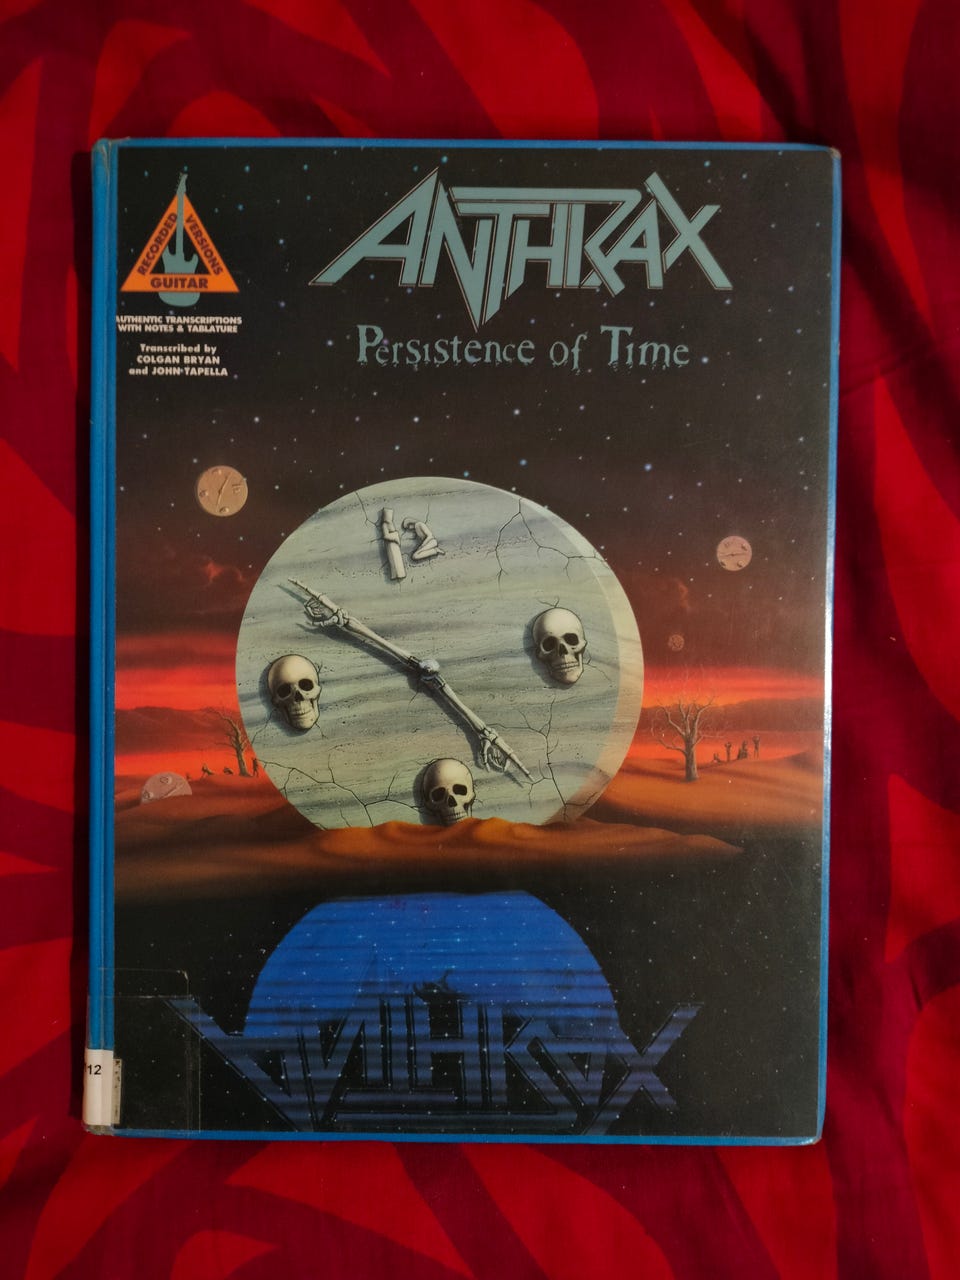 ANTHRAX
Persistence of Time
RECORDED VERSIONS
GUITAR
AUTHENTIC TRANSCRIPTIONS
WITH NOTES & TABLATURE
Transcribed by
COLGAN BRYAN
and JOHN TAPELLA
12
ANTHRAX
12